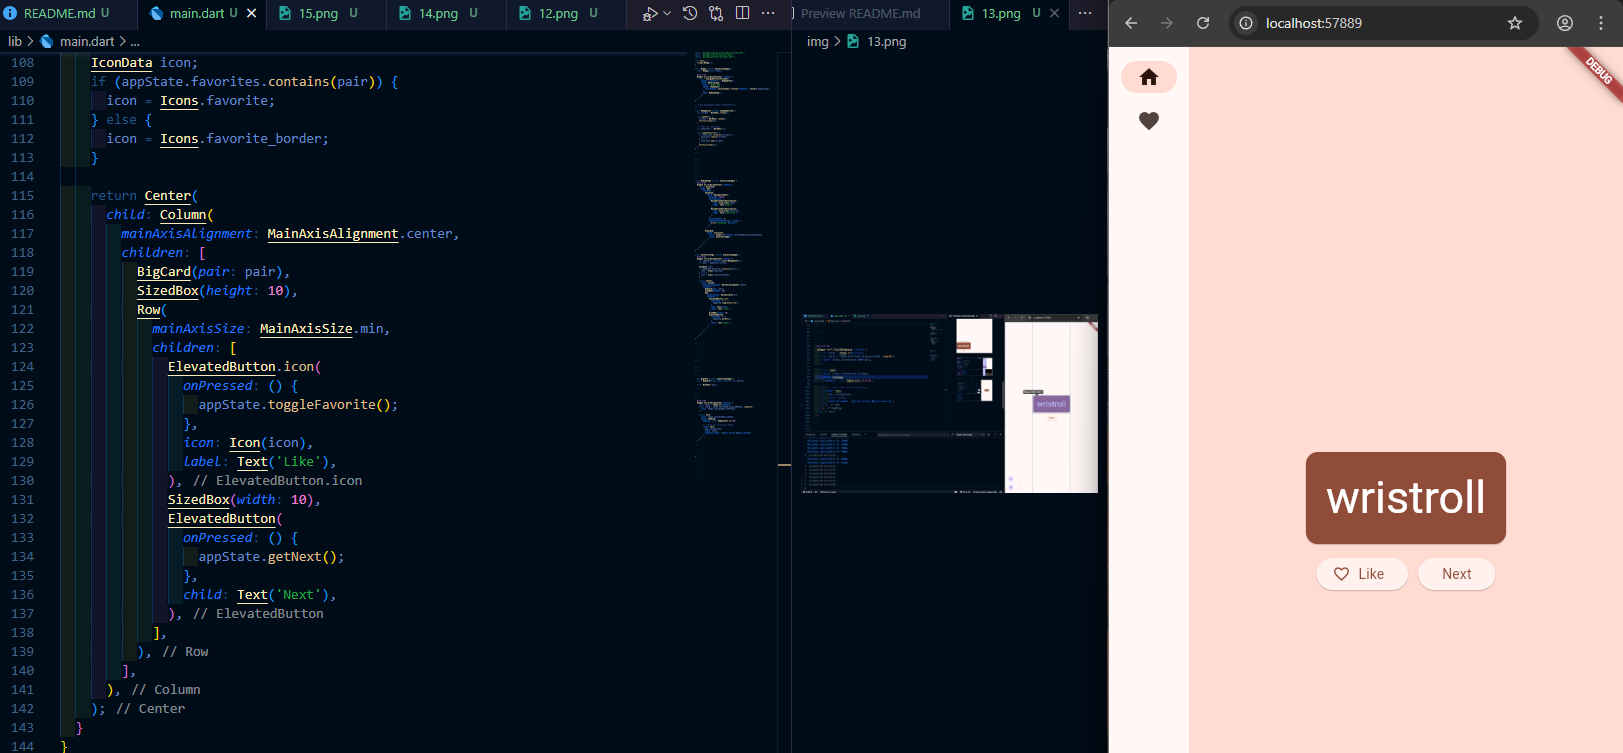 README.md U
main.dart U
15.png U
14.png U
12.png U
Preview README.md
13.png U
localhost:57889
lib > main.dart > ...
img > 13.png
DEBUG
108 IconData icon;
109 if (appState.favorites.contains(pair)) {
110 icon = Icons.favorite;
111 } else {
112 icon = Icons.favorite_border;
113 }
114
115 return Center(
116 child: Column(
117 mainAxisAlignment: MainAxisAlignment.center,
118 children: [
119 BigCard(pair: pair),
120 SizedBox(height: 10),
121 Row(
122 mainAxisSize: MainAxisSize.min,
123 children: [
124 ElevatedButton.icon(
125 onPressed: () {
126 appState.toggleFavorite();
127 },
128 icon: Icon(icon),
129 label: Text('Like'),
130 ), // ElevatedButton.icon
131 SizedBox(width: 10),
132 ElevatedButton(
133 onPressed: () {
134 appState.getNext();
135 },
136 child: Text('Next'),
137 ), // ElevatedButton
138 ],
139 ), // Row
140 ],
141 ), // Column
142 ); // Center
143 }
144 }
wristroll
wristroll
Like
Next